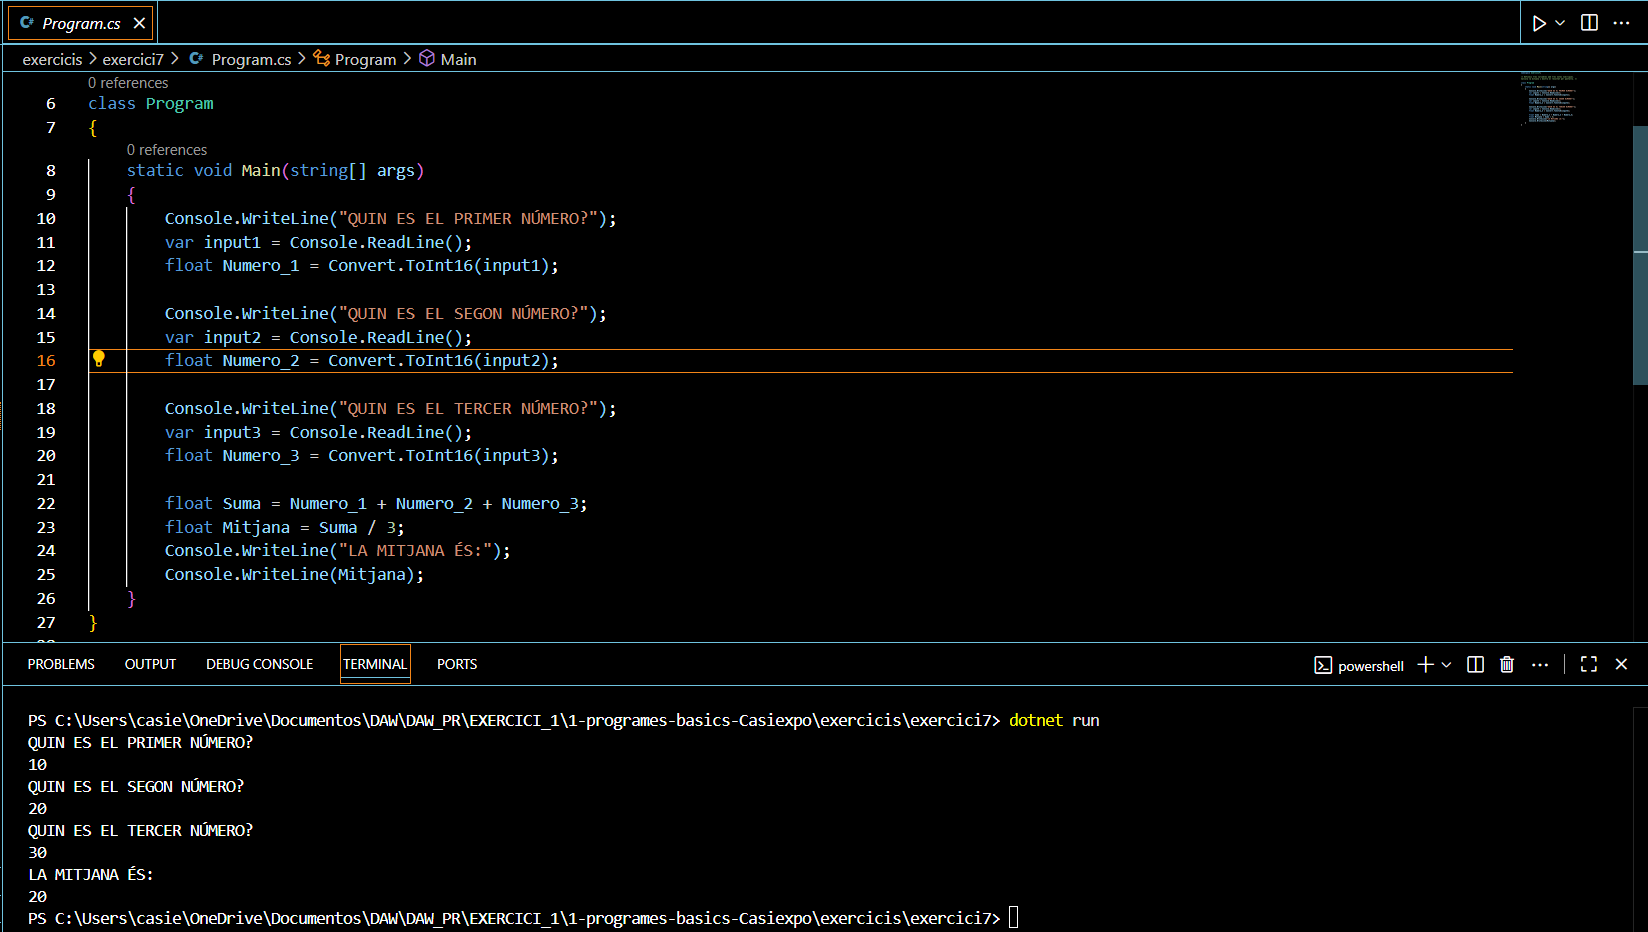 C# Program.cs
exercicis > exercici7 > C# Program.cs > Program > Main
0 references
6 class Program
7 {
0 references
8 static void Main(string[] args)
9 {
10 Console.WriteLine("QUIN ES EL PRIMER NÚMERO?");
11 var input1 = Console.ReadLine();
12 float Numero_1 = Convert.ToInt16(input1);
13
14 Console.WriteLine("QUIN ES EL SEGON NÚMERO?");
15 var input2 = Console.ReadLine();
16 float Numero_2 = Convert.ToInt16(input2);
17
18 Console.WriteLine("QUIN ES EL TERCER NÚMERO?");
19 var input3 = Console.ReadLine();
20 float Numero_3 = Convert.ToInt16(input3);
21
22 float Suma = Numero_1 + Numero_2 + Numero_3;
23 float Mitjana = Suma / 3;
24 Console.WriteLine("LA MITJANA ÉS:");
25 Console.WriteLine(Mitjana);
26 }
27 }
PROBLEMS OUTPUT DEBUG CONSOLE TERMINAL PORTS powershell
PS C:\Users\casie\OneDrive\Documentos\DAW\DAW_PR\EXERCICI_1\1-programes-basics-Casiexpo\exercicis\exercici7> dotnet run
QUIN ES EL PRIMER NÚMERO?
10
QUIN ES EL SEGON NÚMERO?
20
QUIN ES EL TERCER NÚMERO?
30
LA MITJANA ÉS:
20
PS C:\Users\casie\OneDrive\Documentos\DAW\DAW_PR\EXERCICI_1\1-programes-basics-Casiexpo\exercicis\exercici7>